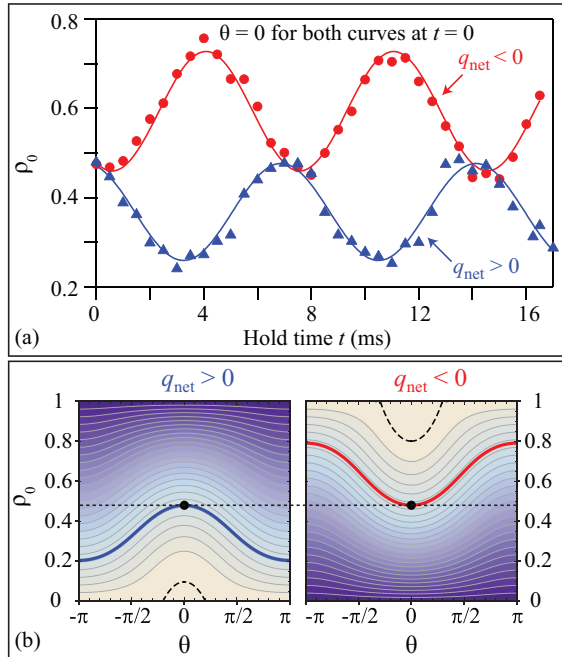 θ = 0 for both curves at t = 0
q_net < 0
q_net > 0
ρ₀
0.8
0.6
0.4
0.2
0 4 8 12 16
Hold time t (ms)
(a)
q_net > 0 q_net < 0
ρ₀
1 1
0.8 0.8
0.6 0.6
0.4 0.4
0.2 0.2
0 0
-π -π/2 0 π/2 π -π -π/2 0 π/2 π
θ θ
(b)